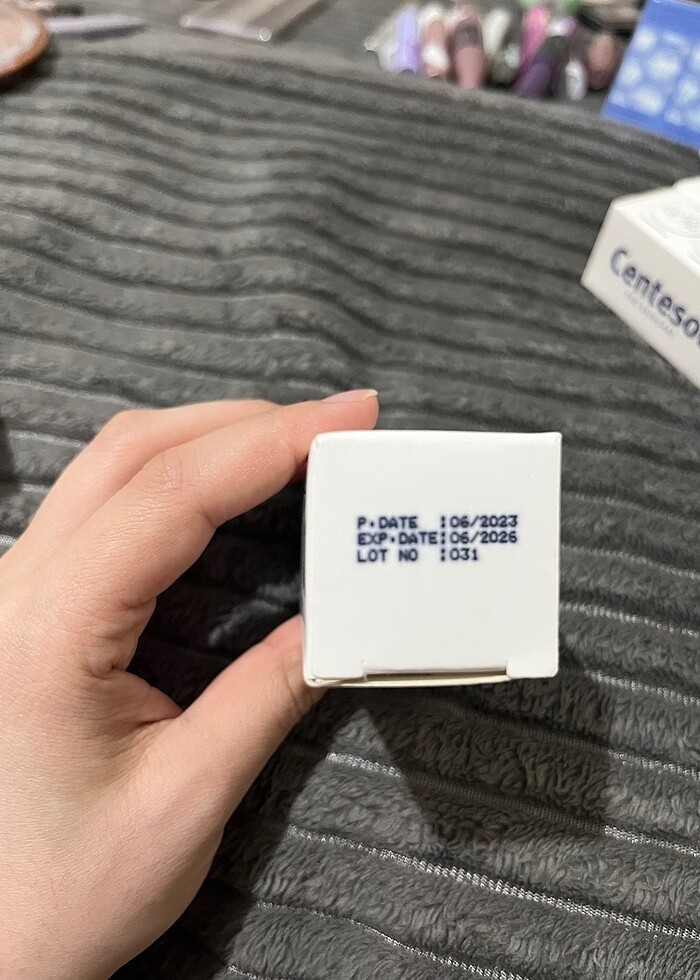 Centeso
P.DATE :06/2023
EXP.DATE:06/2026
LOT NO :031